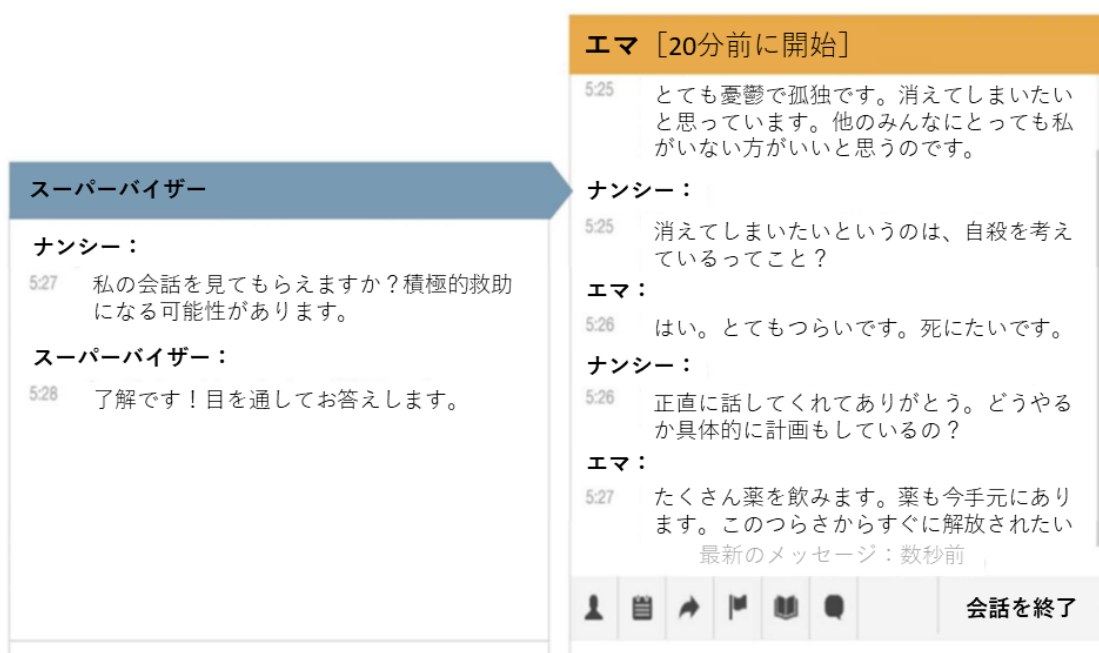 スーパーバイザー
ナンシー：
5:27 私の会話を見てもらえますか？積極的救助
になる可能性があります。
スーパーバイザー：
5:28 了解です！目を通してお答えします。
エマ［20分前に開始］
5:25 とても憂鬱で孤独です。消えてしまいたい
と思っています。他のみんなにとっても私
がいない方がいいと思うのです。
ナンシー：
5:25 消えてしまいたいというのは、自殺を考え
ているってこと？
エマ：
5:26 はい。とてもつらいです。死にたいです。
ナンシー：
5:26 正直に話してくれてありがとう。どうやる
か具体的に計画もしているの？
エマ：
5:27 たくさん薬を飲みます。薬も今手元にあり
ます。このつらさからすぐに解放されたい
最新のメッセージ：数秒前
会話を終了